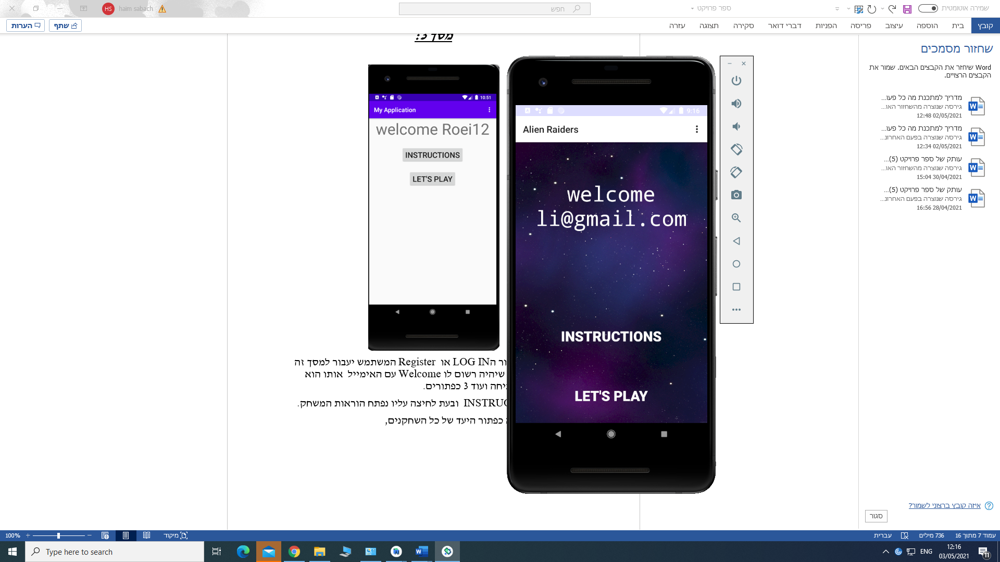 שמירה אוטומטית
ספר פרויקט
חפש
haim sabach
HS
קובץ
בית
הוספה
עיצוב
פריסה
הפניות
דברי דואר
סקירה
תצוגה
עזרה
שתף
הערות
שחזור מסמכים
Word שיחזר את הקבצים הבאים. שמור את
הקבצים הרצויים.
מדריך למתכנת מה כל פעו...
גירסה שנוצרה מהשחזור האו...
12:48 02/05/2021
מדריך למתכנת מה כל פעו...
גירסה שנוצרה בפעם האחרונ...
12:34 02/05/2021
עותק של ספר פרויקט (5)...
גירסה שנוצרה מהשחזור האו...
15:04 30/04/2021
עותק של ספר פרויקט (5)...
גירסה שנוצרה בפעם האחרונ...
16:56 28/04/2021
איזה קובץ ברצוני לשמור?
סגור
מסך 3:
10:51
My Application
welcome Roei12
INSTRUCTIONS
LET'S PLAY
9:16
Alien Raiders
welcome
li@gmail.com
INSTRUCTIONS
LET'S PLAY
ור הLOG IN או Register המשתמש יעבור למסך זה
שיהיה רשום לו Welcome עם האימייל אותו הוא
יחה ועוד 3 כפתורים.
INSTRUC ובעת לחיצה עליו נפתח הוראות המשחק.
כפתור היעד של כל השחקנים,
עמוד 7 מתוך 16
736 מילים
עברית
מיקוד
100%
Type here to search
ENG
12:16
03/05/2021
11